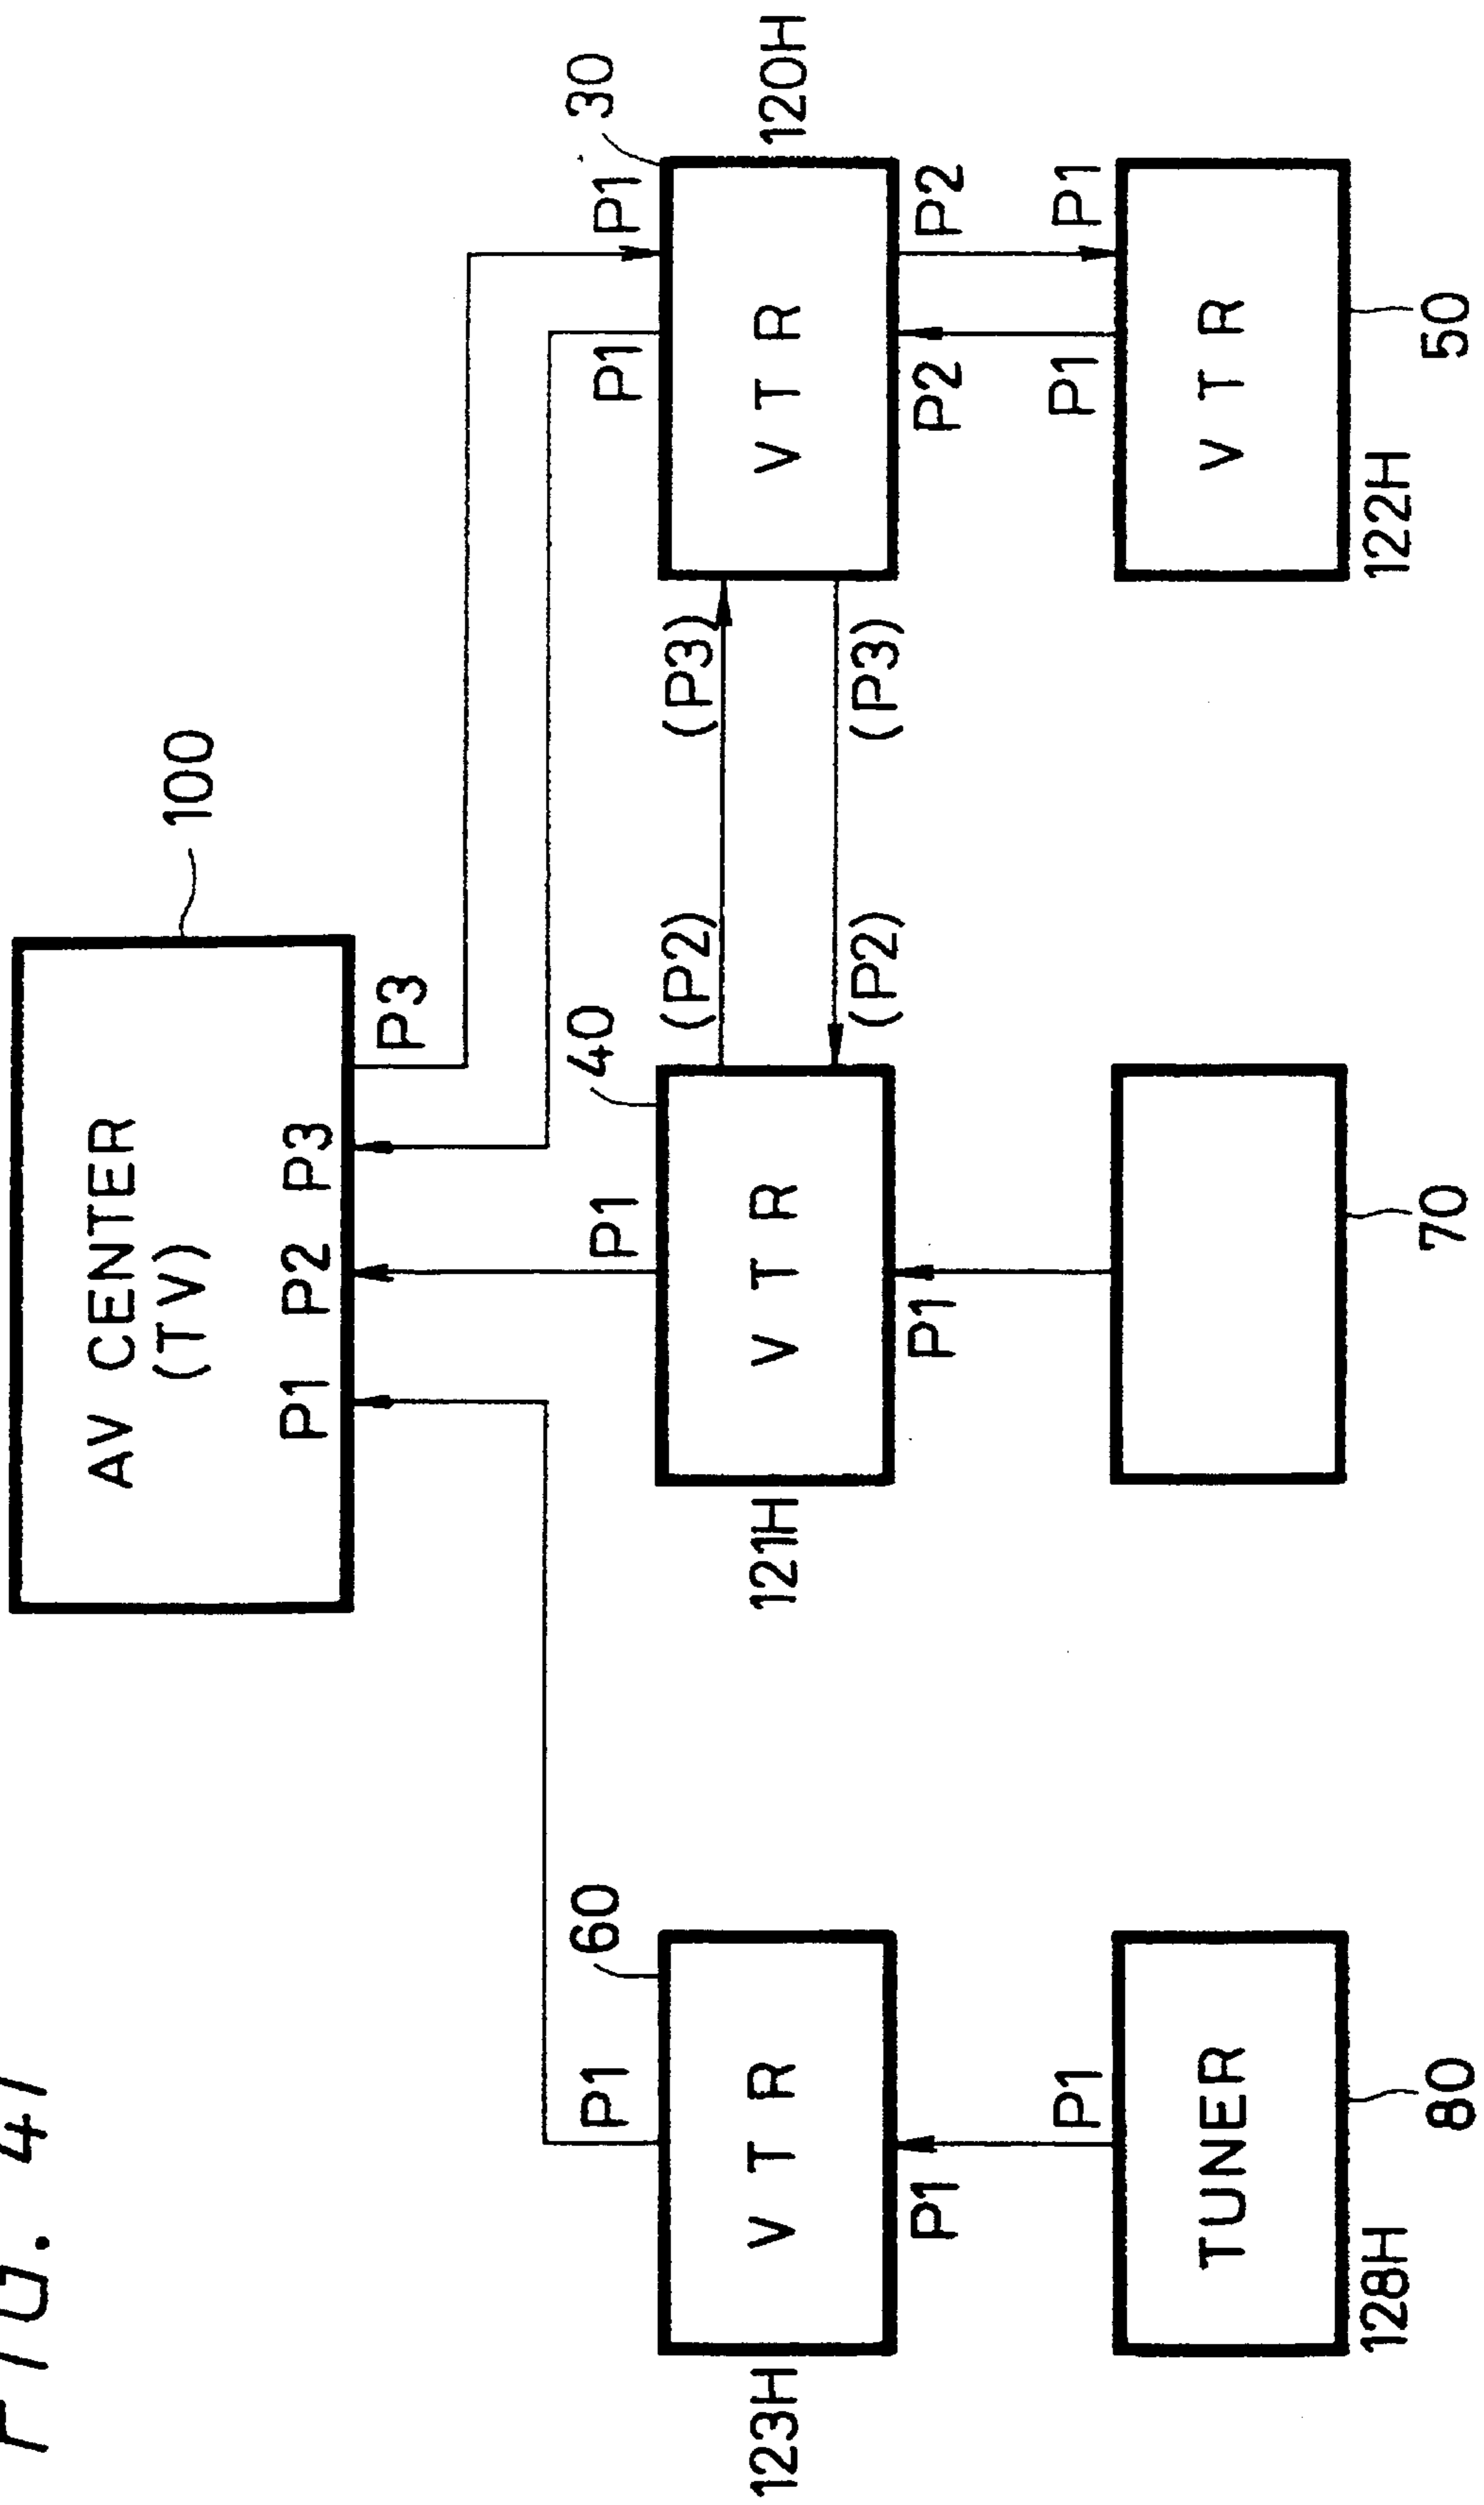 FIG.
AV CENTER
(TV)
100
P1 P2 P3
P3
60 40 30
P1 P1 P1 P1
(P2) (P3)
123H V T R 121H V T R V T R 120H
(P2) (P3)
P1 P1 P2 P2
P1 P1 P1
TUNER V T R
128H 122H
80 70 50